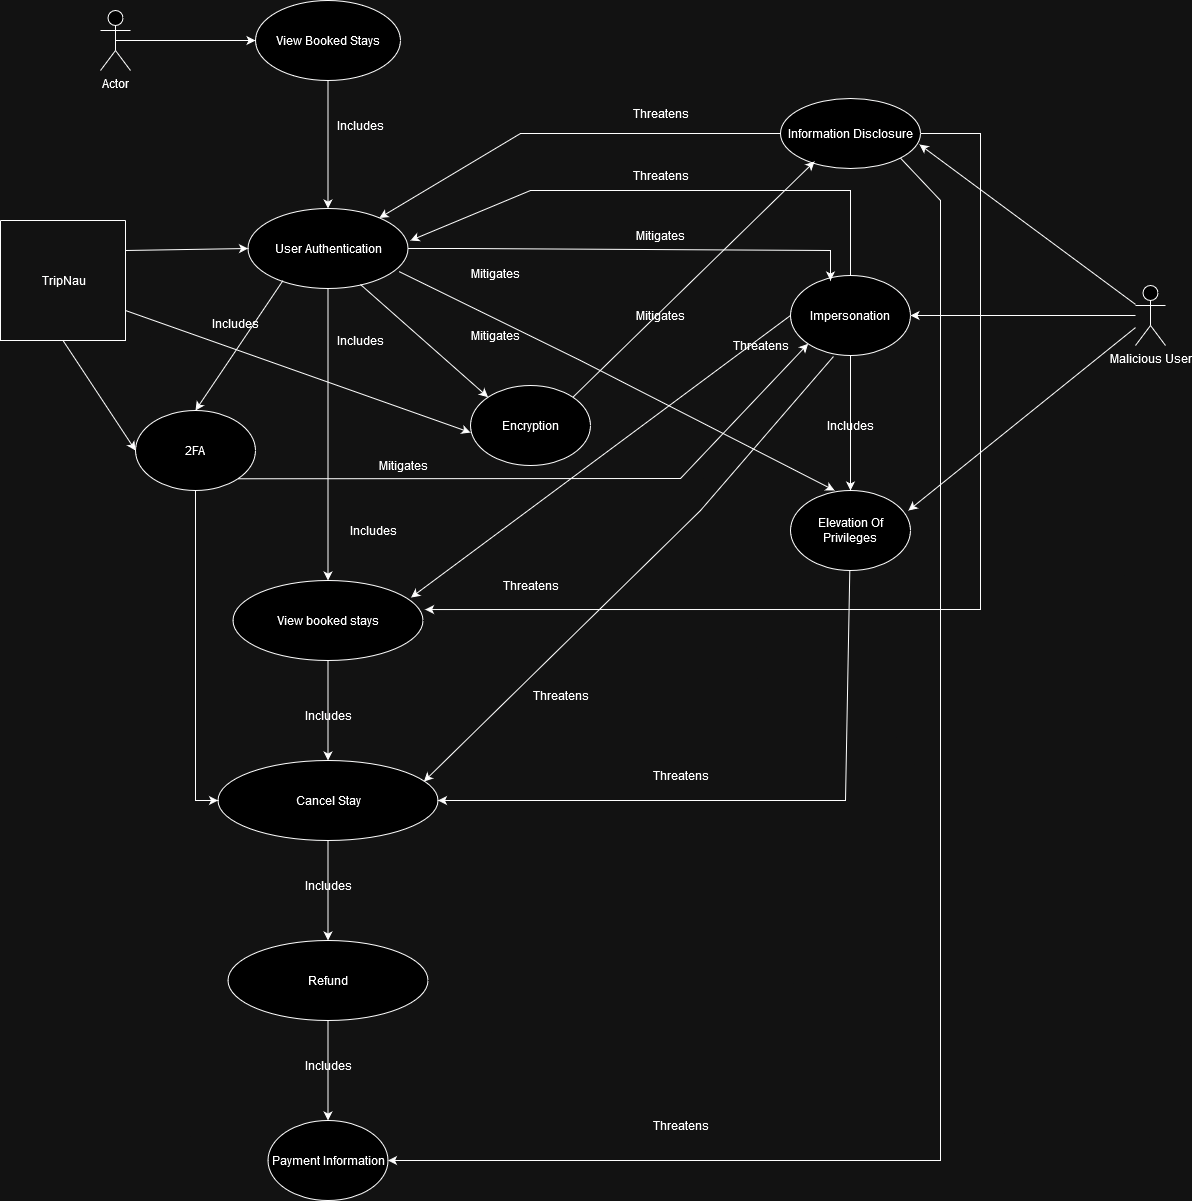 View Booked Stays
Actor
Threatens
Includes
Information Disclosure
Threatens
Mitigates
User Authentication
Mitigates
TripNau
Mitigates
Impersonation
Includes
Includes
Mitigates
Threatens
Malicious User
Encryption
Includes
2FA
Mitigates
Elevation Of
Privileges
Includes
Threatens
View booked stays
Threatens
Includes
Threatens
Cancel Stay
Includes
Refund
Includes
Threatens
Payment Information